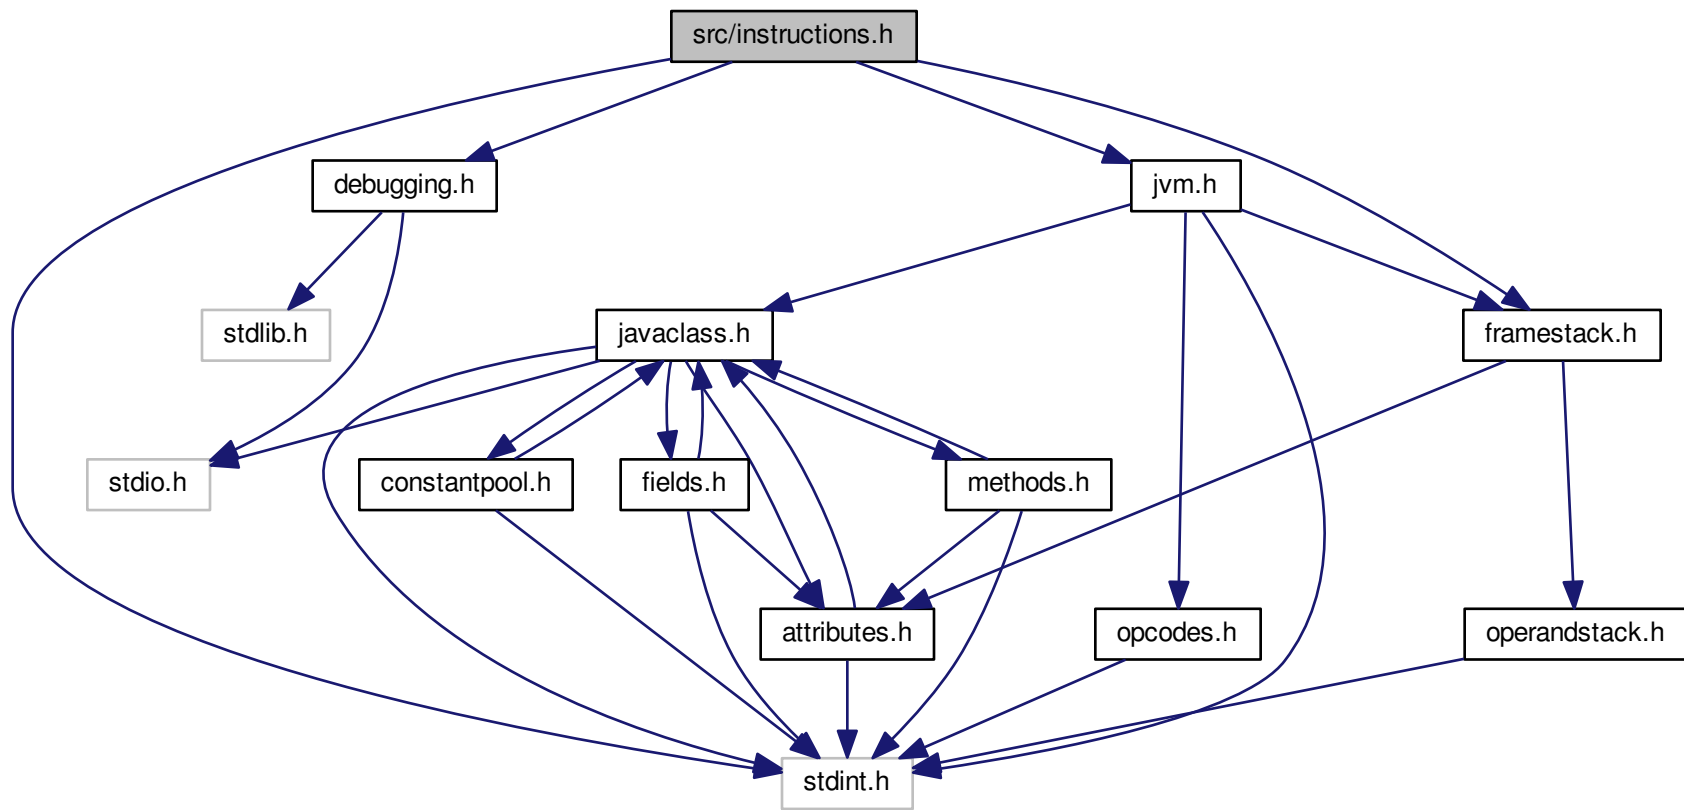 src/instructions.h
debugging.h
jvm.h
stdlib.h
javaclass.h
framestack.h
stdio.h
constantpool.h
fields.h
methods.h
attributes.h
opcodes.h
operandstack.h
stdint.h